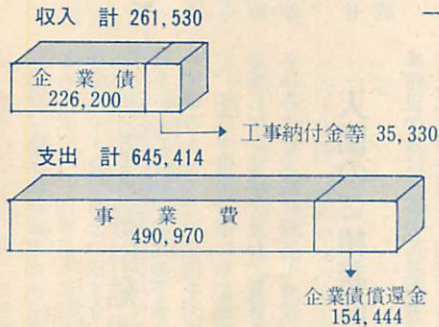 収入 計 261,530
企業債
226,200
工事納付金等 35,330
支出 計 645,414
事業費
490,970
企業債償還金
154,444